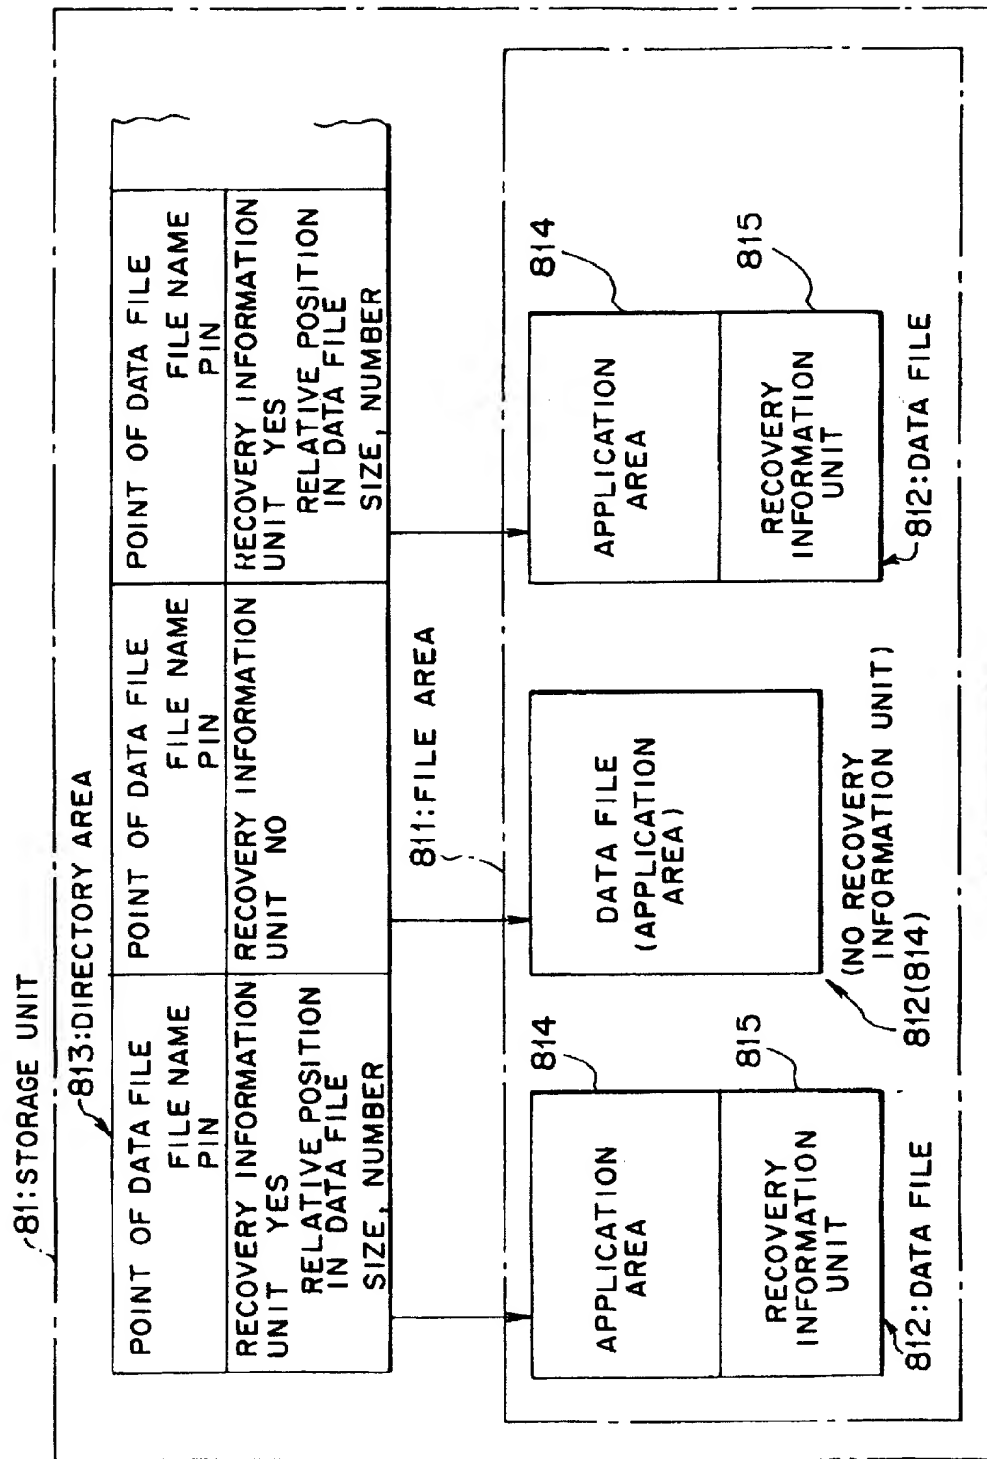 81:STORAGE UNIT
813:DIRECTORY AREA
POINT OF DATA FILE
FILE NAME
PIN
RECOVERY INFORMATION
UNIT YES
RELATIVE POSITION
IN DATA FILE
SIZE, NUMBER
POINT OF DATA FILE
FILE NAME
PIN
RECOVERY INFORMATION
UNIT NO
POINT OF DATA FILE
FILE NAME
PIN
RECOVERY INFORMATION
UNIT YES
RELATIVE POSITION
IN DATA FILE
SIZE, NUMBER
811:FILE AREA
APPLICATION
AREA
814
RECOVERY
INFORMATION
UNIT
815
812:DATA FILE
DATA FILE
(APPLICATION
AREA)
(NO RECOVERY
INFORMATION UNIT)
812(814)
APPLICATION
AREA
814
RECOVERY
INFORMATION
UNIT
815
812:DATA FILE